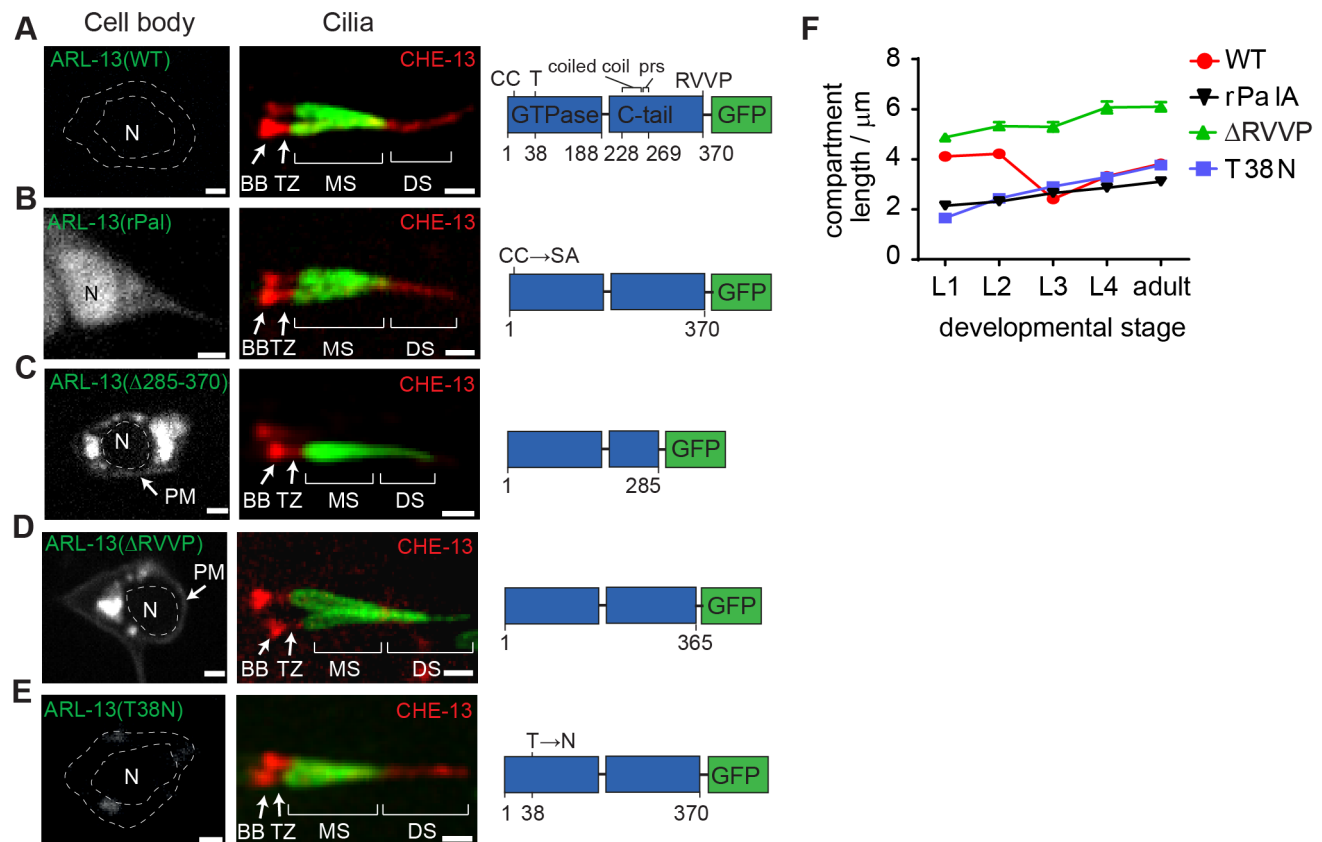 Cell body
Cilia
A
ARL-13(WT)
N
CHE-13
BB TZ MS DS
CC T
coiled coil prs
RVVP
GTPase C-tail GFP
1 38 188 228 269 370
B
ARL-13(rPal)
N
CHE-13
BB TZ MS DS
CC→SA
GFP
1 370
C
ARL-13(Δ285-370)
N
PM
CHE-13
BB TZ MS DS
GFP
1 285
D
ARL-13(ΔRVVP)
PM
N
CHE-13
BB TZ MS DS
GFP
1 365
E
ARL-13(T38N)
N
CHE-13
BB TZ MS DS
T→N
GFP
1 38 370
F
compartment
length / μm
8
6
4
2
0
L1 L2 L3 L4 adult
developmental stage
WT
rPalA
ΔRVVP
T38N